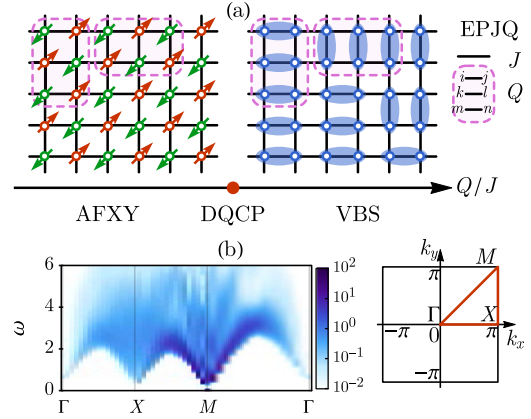 (a)
EPJQ
J
i j
k l
m n
Q
Q/J
AFXY DQCP VBS
(b)
6
4
2
0
ω
Γ X M Γ
10^2
10^1
10^0
10^-1
10^-2
k_y
π M
Γ X
-π 0 π k_x
-π